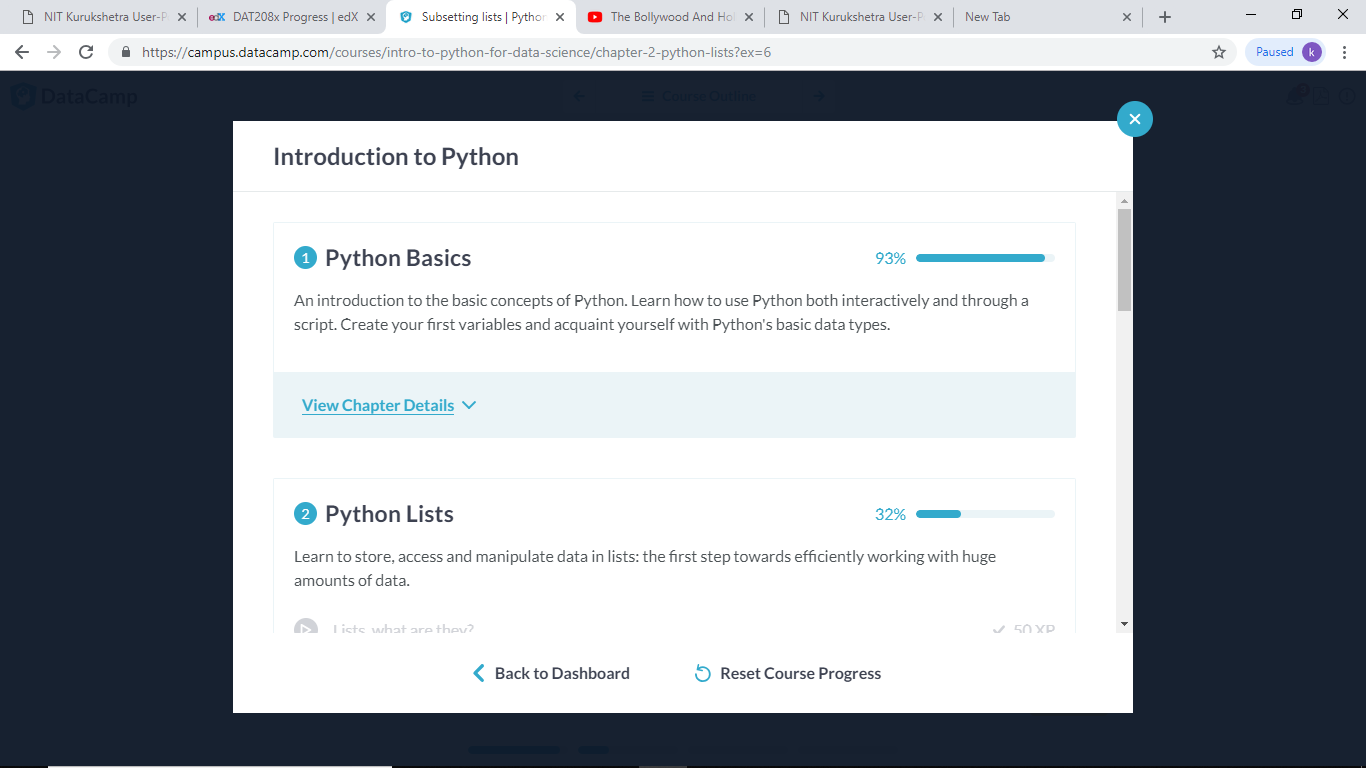 NIT Kurukshetra User-P
edX DAT208x Progress | edX
Subsetting lists | Python
The Bollywood And Hol
NIT Kurukshetra User-P
New Tab
https://campus.datacamp.com/courses/intro-to-python-for-data-science/chapter-2-python-lists?ex=6
Paused k
DataCamp
Course Outline
Introduction to Python
1 Python Basics 93%
An introduction to the basic concepts of Python. Learn how to use Python both interactively and through a
script. Create your first variables and acquaint yourself with Python's basic data types.
View Chapter Details
2 Python Lists 32%
Learn to store, access and manipulate data in lists: the first step towards efficiently working with huge
amounts of data.
Lists, what are they? 50 XP
Back to Dashboard Reset Course Progress